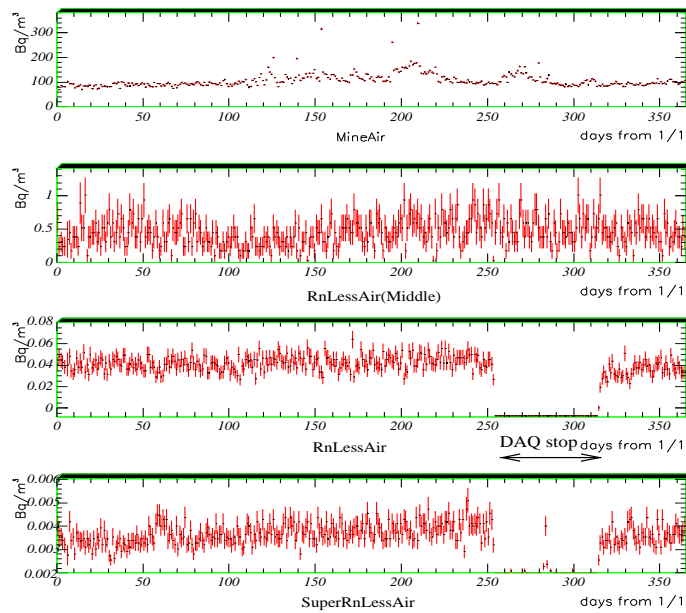 Bq/m³
300
200
100
0
0 50 100 150 200 250 300 350
MineAir
days from 1/1
Bq/m³
1
0.5
0
0 50 100 150 200 250 300 350
RnLessAir(Middle)
days from 1/1
Bq/m³
0.08
0.06
0.04
0.02
0
0 50 100 150 200 250 300 350
RnLessAir
DAQ stop
days from 1/1
Bq/m³
0.006
0.005
0.004
0.003
0.002
0 50 100 150 200 250 300 350
SuperRnLessAir
days from 1/1